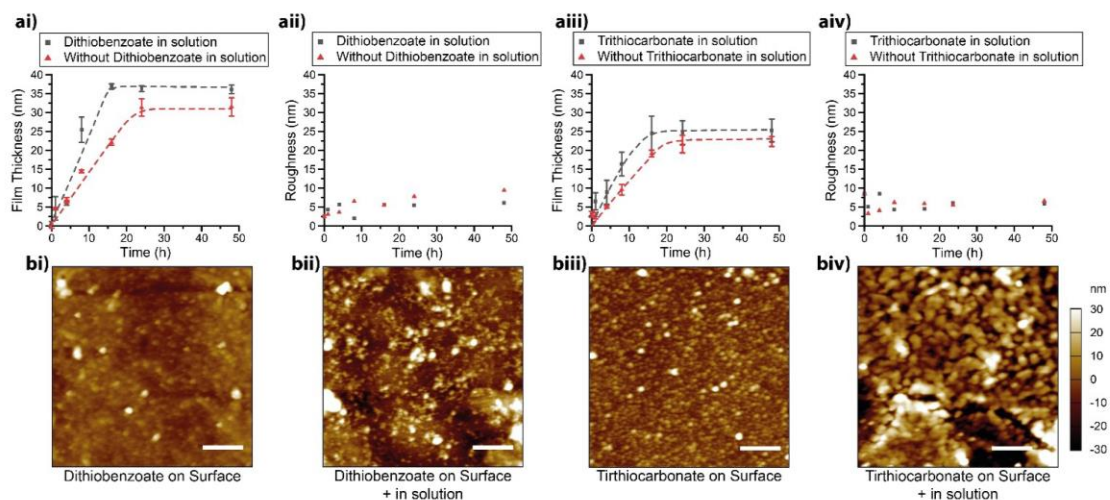 ai)
Dithiobenzoate in solution
Without Dithiobenzoate in solution
Film Thickness (nm)
40
35
30
25
20
15
10
5
0
0 10 20 30 40 50
Time (h)
aii)
Dithiobenzoate in solution
Without Dithiobenzoate in solution
Roughness (nm)
40
35
30
25
20
15
10
5
0
0 10 20 30 40 50
Time (h)
aiii)
Trithiocarbonate in solution
Without Trithiocarbonate in solution
Film Thickness (nm)
40
35
30
25
20
15
10
5
0
0 10 20 30 40 50
Time (h)
aiv)
Trithiocarbonate in solution
Without Trithiocarbonate in solution
Roughness (nm)
40
35
30
25
20
15
10
5
0
0 10 20 30 40 50
Time (h)
bi)
Dithiobenzoate on Surface
bii)
Dithiobenzoate on Surface
+ in solution
biii)
Tirthiocarbonate on Surface
biv)
Tirthiocarbonate on Surface
+ in solution
nm
30
20
10
0
-10
-20
-30